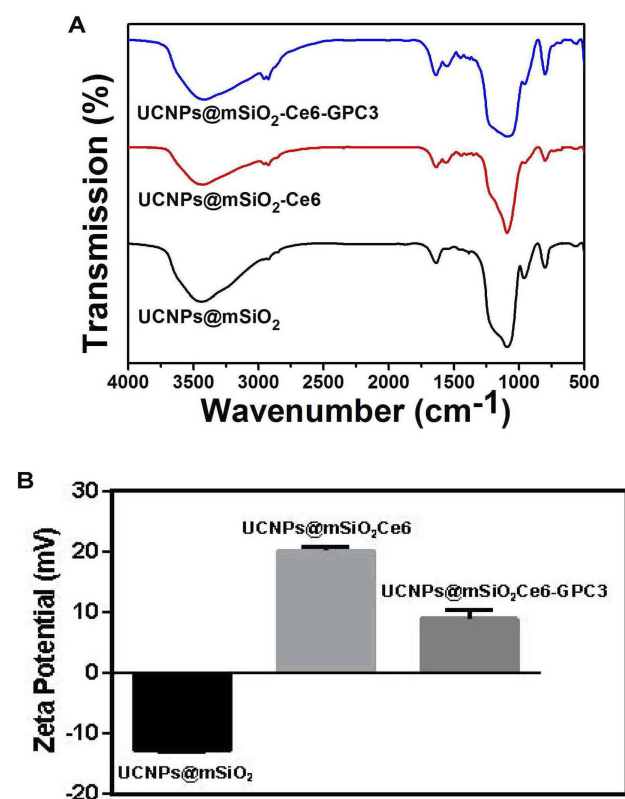 A
Transmission (%)
UCNPs@mSiO₂-Ce6-GPC3
UCNPs@mSiO₂-Ce6
UCNPs@mSiO₂
4000 3500 3000 2500 2000 1500 1000 500
Wavenumber (cm⁻¹)
B
Zeta Potential (mV)
30
20
10
0
-10
-20
UCNPs@mSiO₂Ce6
UCNPs@mSiO₂Ce6-GPC3
UCNPs@mSiO₂